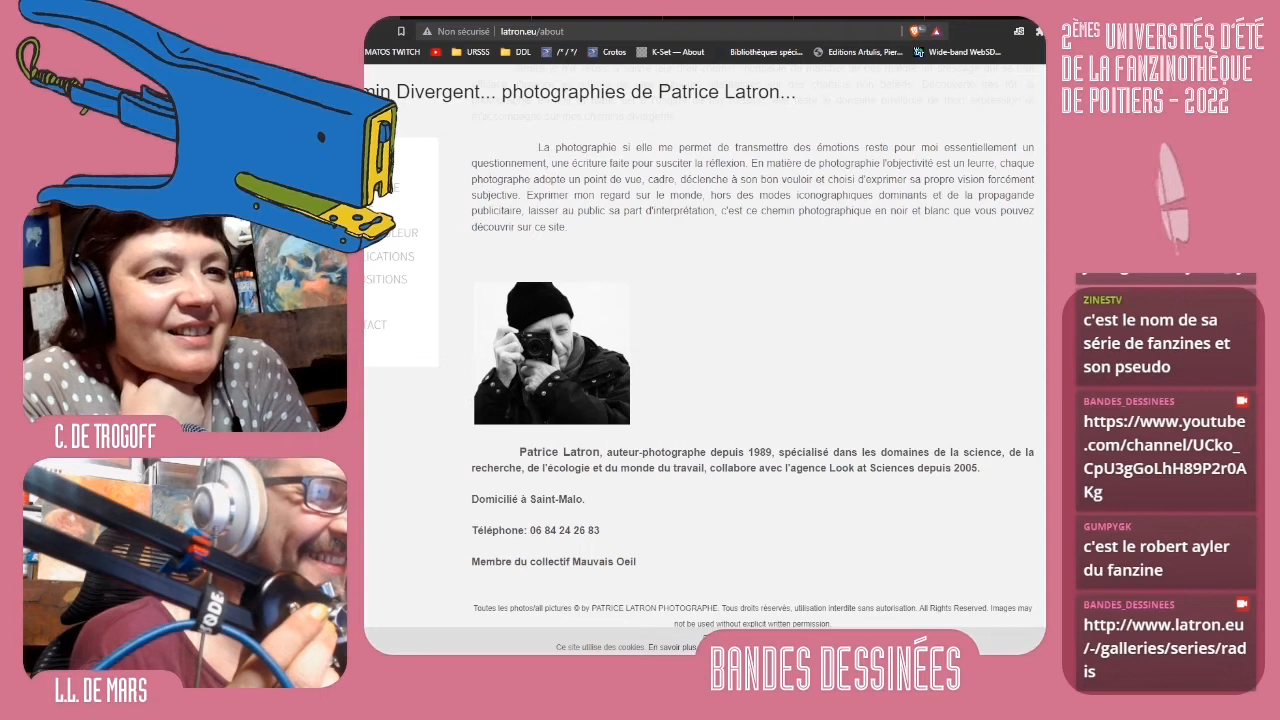 Non sécurisé | latron.eu/about
MATOS TWITCH URSSS DDL /*/*/ Crotos K-Set — About Bibliothèques spéci... Editions Artulis, Pier... Wide-band WebSD...
min Divergent... photographies de Patrice Latron...
La photographie si elle me permet de transmettre des émotions reste pour moi essentiellement un
questionnement, une écriture faite pour susciter la réflexion. En matière de photographie l'objectivité est un leurre, chaque
photographe adopte un point de vue, cadre, déclenche à son bon vouloir et choisi d'exprimer sa propre vision forcément
subjective. Exprimer mon regard sur le monde, hors des modes iconographiques dominants et de la propagande
publicitaire, laisser au public sa part d'interprétation, c'est ce chemin photographique en noir et blanc que vous pouvez
découvrir sur ce site.
LEUR
ICATIONS
SITIONS
TACT
Patrice Latron, auteur-photographe depuis 1989, spécialisé dans les domaines de la science, de la
recherche, de l'écologie et du monde du travail, collabore avec l'agence Look at Sciences depuis 2005.
Domicilié à Saint-Malo.
Téléphone: 06 84 24 26 83
Membre du collectif Mauvais Oeil
Toutes les photos/all pictures © by PATRICE LATRON PHOTOGRAPHE. Tous droits réservés, utilisation interdite sans autorisation. All Rights Reserved. Images may
not be used without explicit written permission.
Ce site utilise des cookies. En savoir plus
C. DE TROGOFF
RODE
L.L. DE MARS
BANDES DESSINÉES
2ÈMES UNIVERSITÉS D'ÉTÉ
DE LA FANZINOTHÈQUE
DE POITIERS - 2022
ZINESTV
c'est le nom de sa
série de fanzines et
son pseudo
BANDES_DESSINEES
https://www.youtube
.com/channel/UCko_
CpU3gGoLhH89P2r0A
Kg
GUMPYGK
c'est le robert ayler
du fanzine
BANDES_DESSINEES
http://www.latron.eu
/-/galleries/series/rad
is